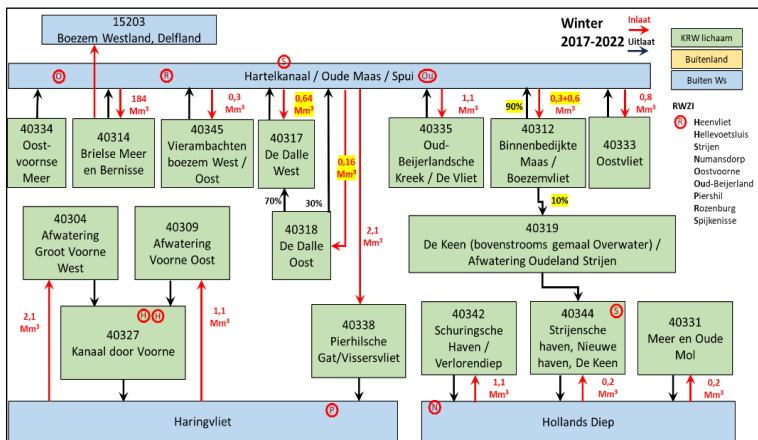 15203
Boezem Westland, Delfland
Winter
2017-2022
Inlaat
Uitlaat
KRW lichaam
Buitenland
Buiten Ws
Hartelkanaal / Oude Maas / Spui
O
R
S
Ou
184
Mm³
0,3
Mm³
0,64
Mm³
0,16
Mm³
2,1
Mm³
1,1
Mm³
90%
0,3+0,6
Mm³
0,8
Mm³
40334
Oost-
voornse
Meer
40314
Brielse Meer
en Bernisse
40345
Vierambachten
boezem West /
Oost
40317
De Dalle
West
40335
Oud-
Beijerlandsche
Kreek / De Vliet
40312
Binnenbedijkte
Maas /
Boezemvliet
40333
Oostvliet
RWZI
R
Heenvliet
Hellevoetsluis
Strijen
Numansdorp
Oostvoorne
Oud-Beijerland
Piershil
Rozenburg
Spijkenisse
70%
30%
10%
40304
Afwatering
Groot Voorne
West
40309
Afwatering
Voorne Oost
40318
De Dalle
Oost
40319
De Keen (bovenstrooms gemaal Overwater) /
Afwatering Oudeland Strijen
2,1
Mm³
H H
40327
Kanaal door Voorne
1,1
Mm³
40338
Pierhilsche
Gat/Vissersvliet
40342
Schuringsche
Haven /
Verlorendiep
S
40344
Strijensche
haven, Nieuwe
haven, De Keen
40331
Meer en Oude
Mol
1,1
Mm³
0,2
Mm³
0,2
Mm³
Haringvliet
P
N
Hollands Diep